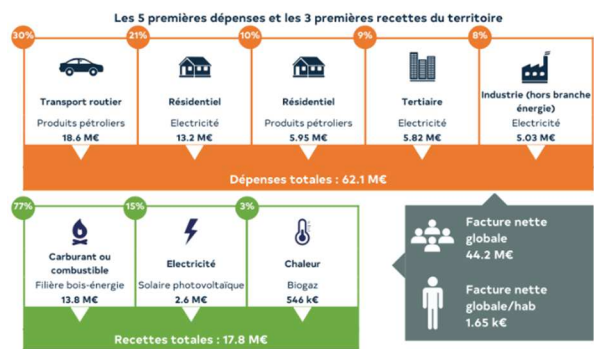 Les 5 premières dépenses et les 3 premières recettes du territoire
30%
Transport routier
Produits pétroliers
18.6 M€
21%
Résidentiel
Electricité
13.2 M€
10%
Résidentiel
Produits pétroliers
5.95 M€
9%
Tertiaire
Electricité
5.82 M€
8%
Industrie (hors branche
énergie)
Electricité
5.03 M€
Dépenses totales : 62.1 M€
77%
Carburant ou
combustible
Filière bois-énergie
13.8 M€
15%
Electricité
Solaire photovoltaïque
2.6 M€
3%
Chaleur
Biogaz
546 k€
Recettes totales : 17.8 M€
Facture nette
globale
44.2 M€
Facture nette
globale/hab
1.65 k€